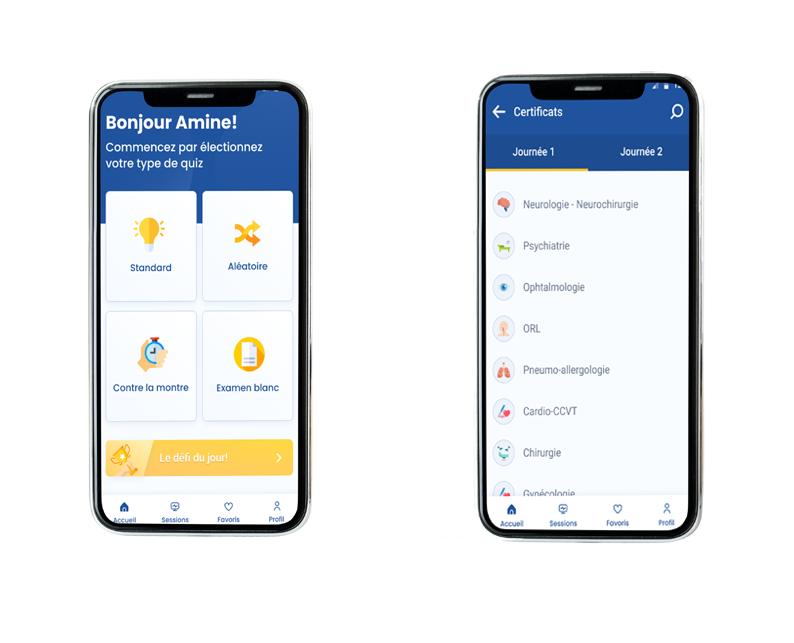 Bonjour Amine!
Commencez par électionnez
votre type de quiz
Standard
Aléatoire
Contre la montre
Examen blanc
Le défi du jour!
Accueil
Sessions
Favoris
Profil
Certificats
Journée 1
Journée 2
Neurologie - Neurochirurgie
Psychiatrie
Ophtalmologie
ORL
Pneumo-allergologie
Cardio-CCVT
Chirurgie
Gynécologie
Accueil
Sessions
Favoris
Profil